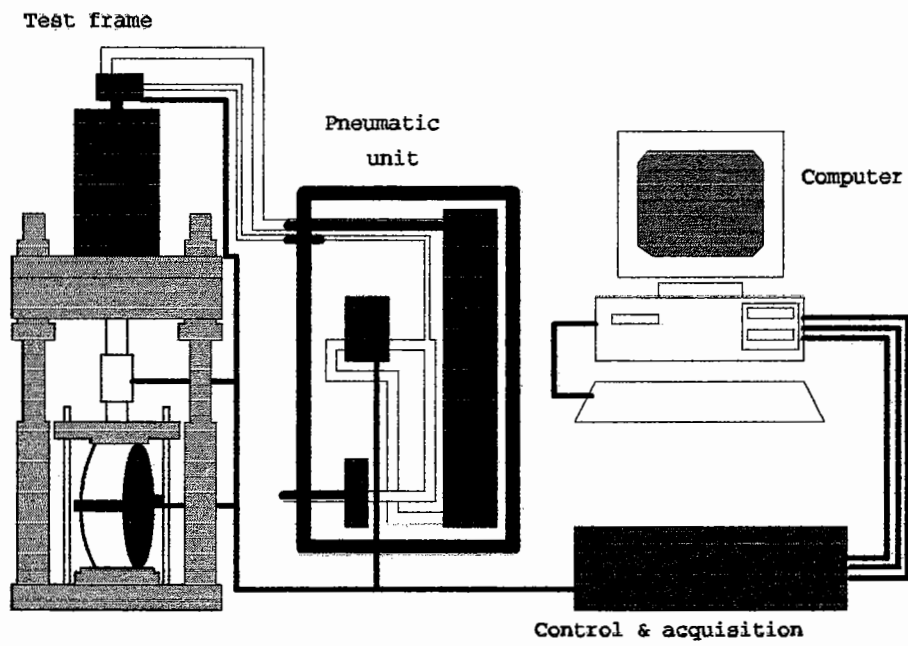 Test frame
Pneumatic
unit
Computer
Control & acquisition